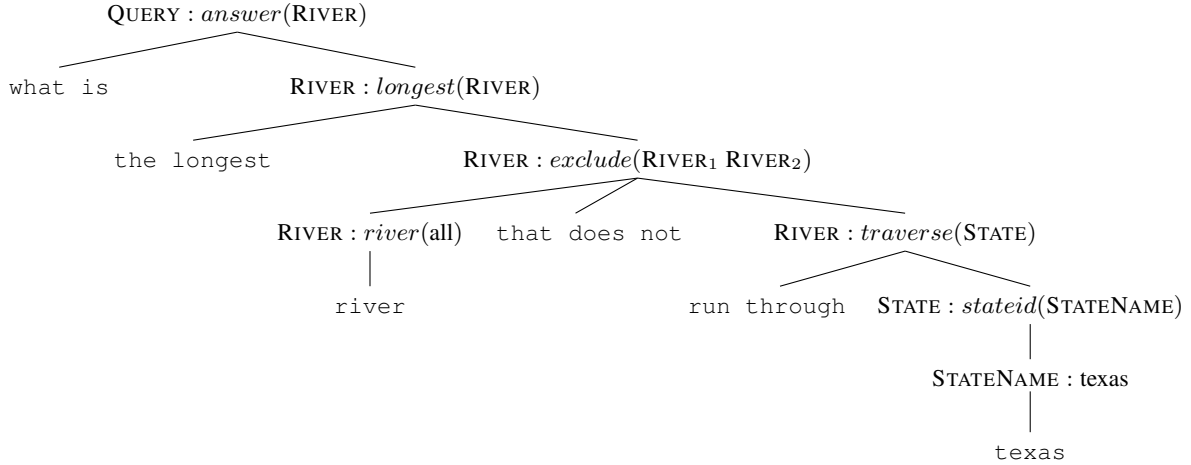 QUERY : answer(RIVER)
what is
RIVER : longest(RIVER)
the longest
RIVER : exclude(RIVER₁ RIVER₂)
RIVER : river(all)
that does not
RIVER : traverse(STATE)
river
run through
STATE : stateid(STATENAME)
STATENAME : texas
texas